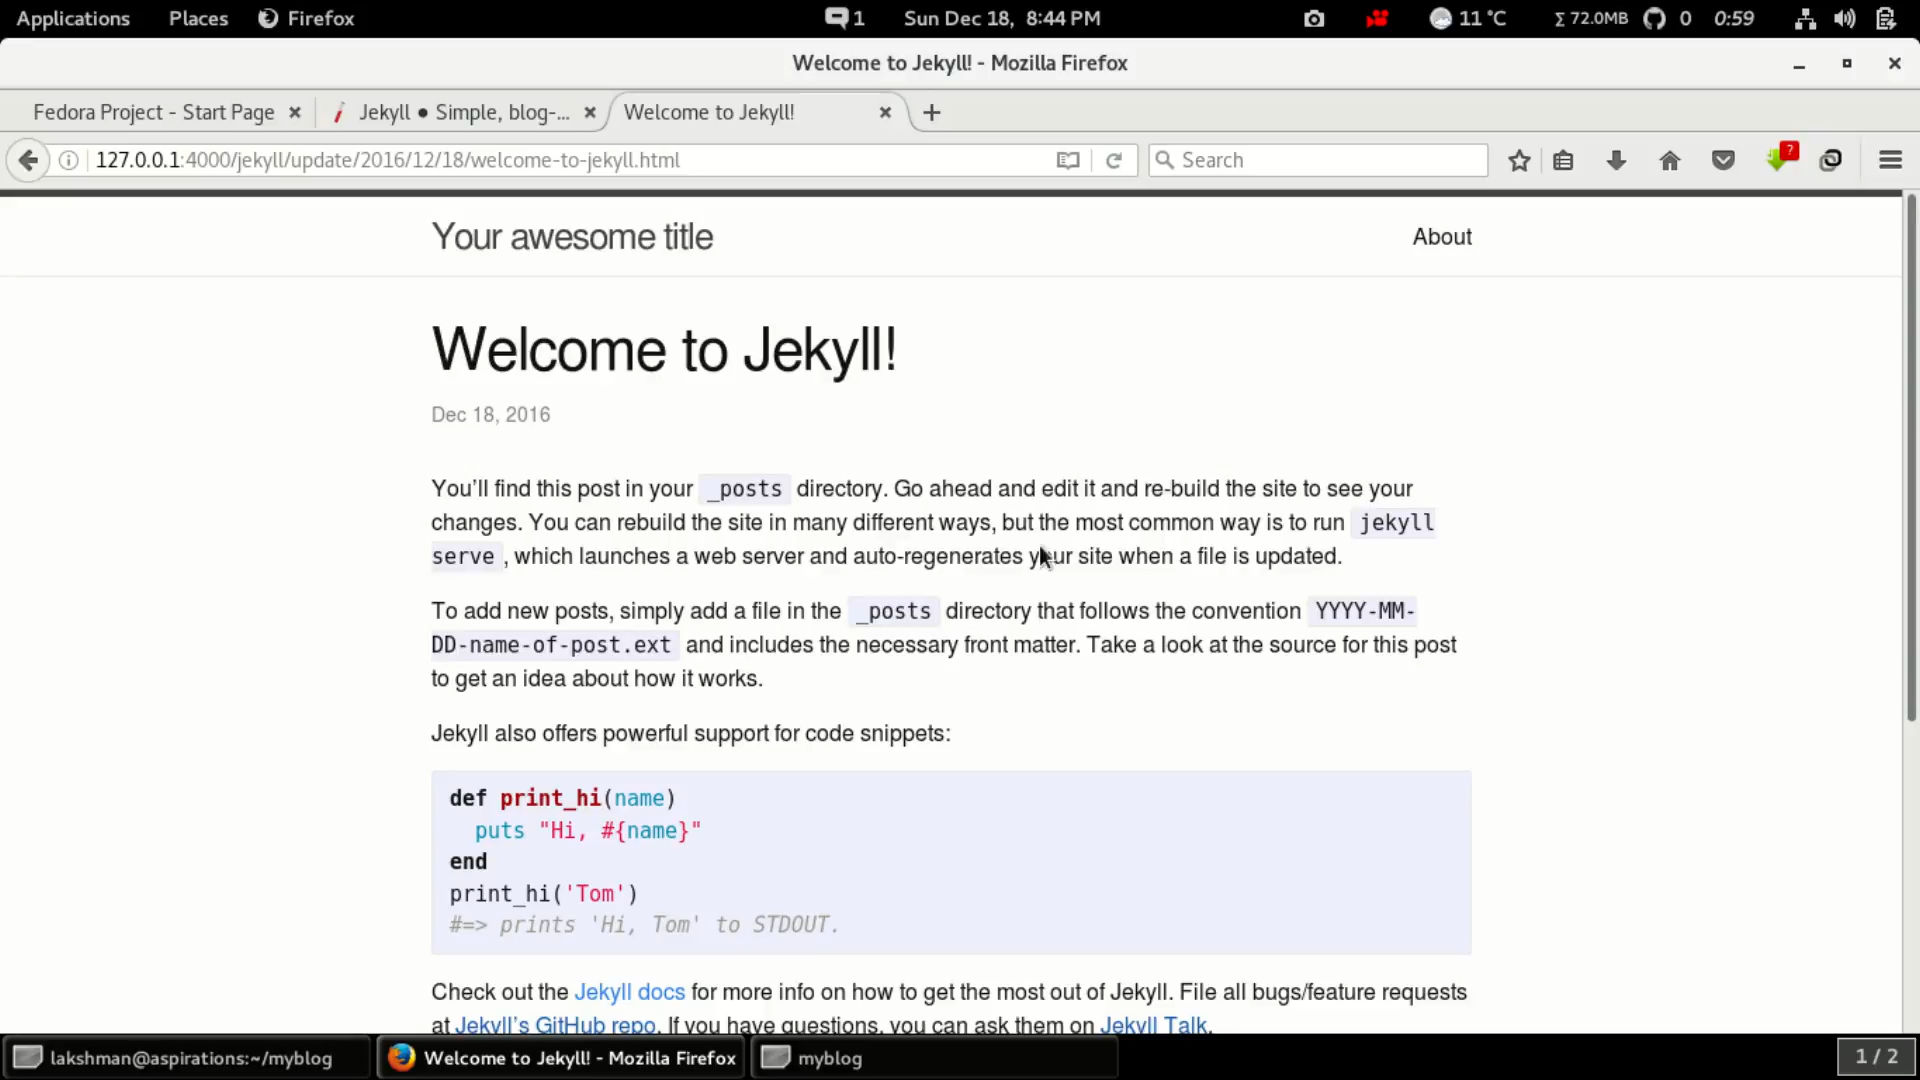 Applications Places Firefox 1 Sun Dec 18, 8:44 PM 11 °C Σ 72.0MB 0 0:59
Welcome to Jekyll! - Mozilla Firefox
Fedora Project - Start Page Jekyll • Simple, blog-... Welcome to Jekyll!
127.0.0.1:4000/jekyll/update/2016/12/18/welcome-to-jekyll.html Search ?
Your awesome title About
Welcome to Jekyll!
Dec 18, 2016
You’ll find this post in your _posts directory. Go ahead and edit it and re-build the site to see your
changes. You can rebuild the site in many different ways, but the most common way is to run jekyll
serve , which launches a web server and auto-regenerates your site when a file is updated.
To add new posts, simply add a file in the _posts directory that follows the convention YYYY-MM-
DD-name-of-post.ext and includes the necessary front matter. Take a look at the source for this post
to get an idea about how it works.
Jekyll also offers powerful support for code snippets:
def print_hi(name)
  puts "Hi, #{name}"
end
print_hi('Tom')
#=> prints 'Hi, Tom' to STDOUT.
Check out the Jekyll docs for more info on how to get the most out of Jekyll. File all bugs/feature requests
at Jekyll’s GitHub repo. If you have questions, you can ask them on Jekyll Talk.
lakshman@aspirations:~/myblog Welcome to Jekyll! - Mozilla Firefox myblog 1 / 2